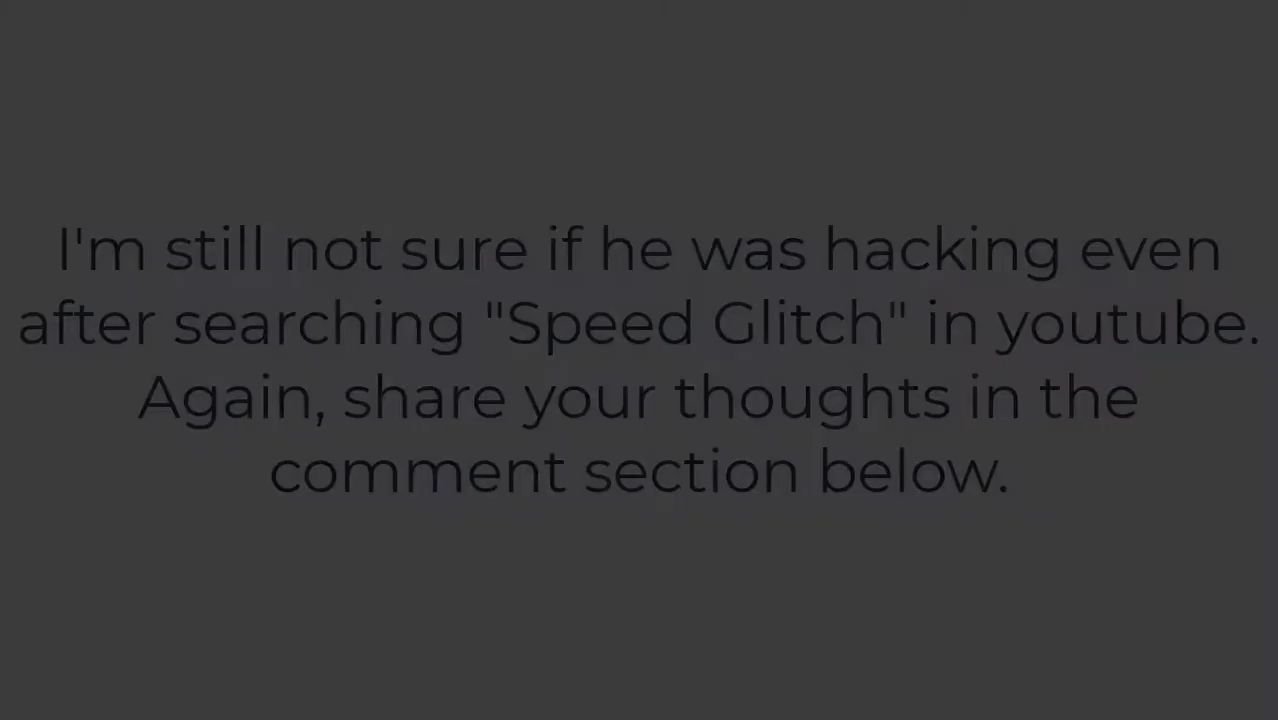 I'm still not sure if he was hacking even
after searching "Speed Glitch" in youtube.
Again, share your thoughts in the
comment section below.